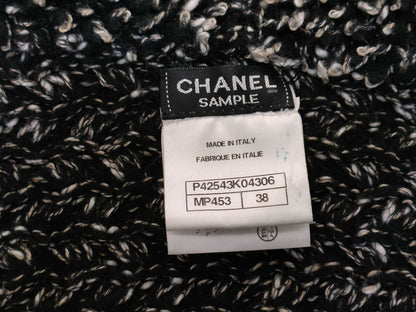 CHANEL
SAMPLE
MADE IN ITALY
FABRIQUE EN ITALIE
P42543K04306
MP453 38